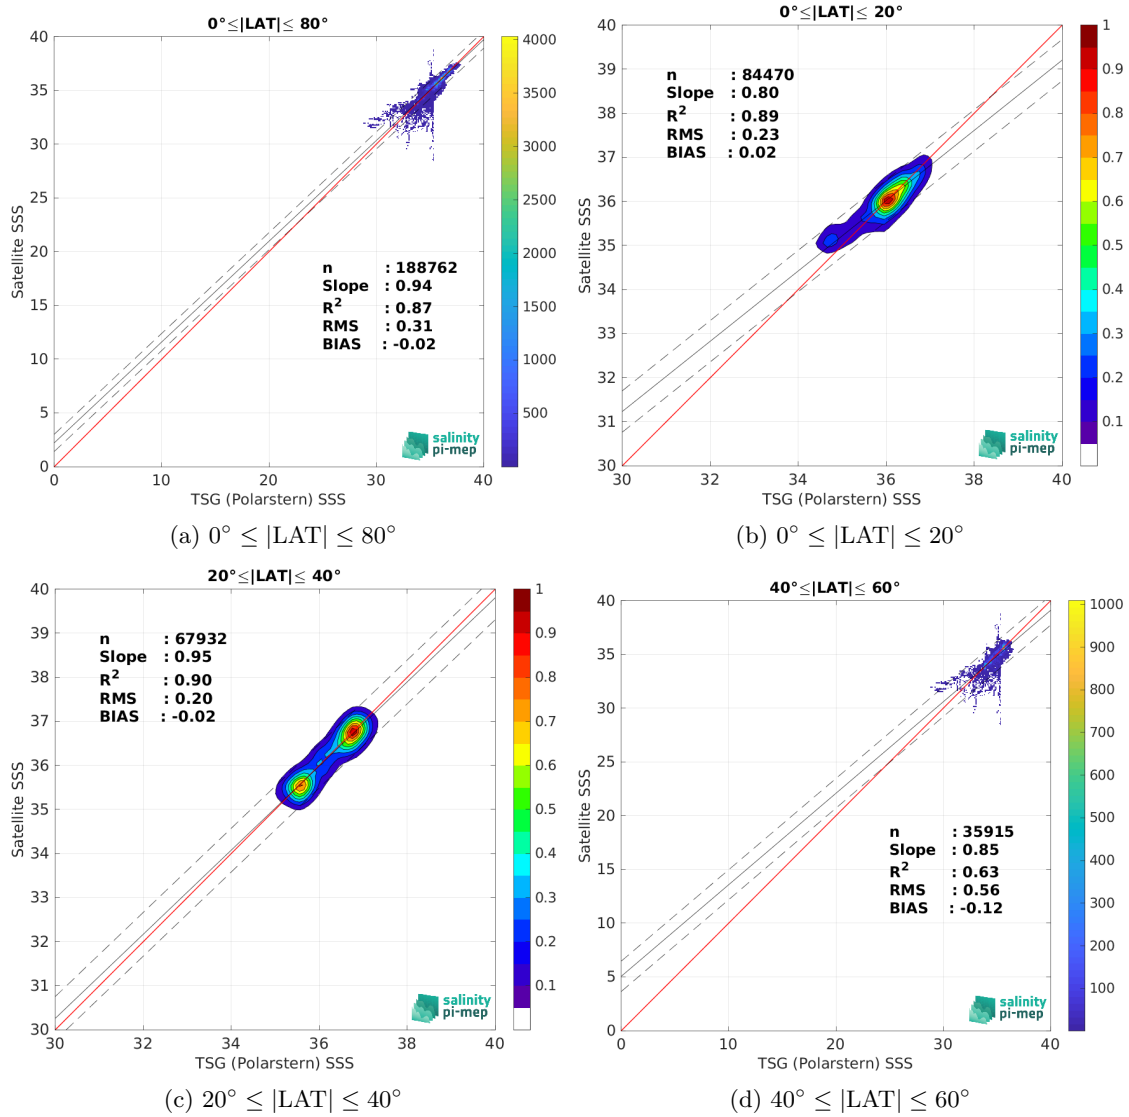 0°≤|LAT|≤ 80°
40
35
30
25
20
15
10
5
0
0 10 20 30 40
Satellite SSS
TSG (Polarstern) SSS
n : 188762
Slope : 0.94
R² : 0.87
RMS : 0.31
BIAS : -0.02
salinity
pi-mep
4000
3500
3000
2500
2000
1500
1000
500
(a) 0° ≤ |LAT| ≤ 80°
0°≤|LAT|≤ 20°
40
39
38
37
36
35
34
33
32
31
30
30 32 34 36 38 40
Satellite SSS
TSG (Polarstern) SSS
n : 84470
Slope : 0.80
R² : 0.89
RMS : 0.23
BIAS : 0.02
salinity
pi-mep
1
0.9
0.8
0.7
0.6
0.5
0.4
0.3
0.2
0.1
(b) 0° ≤ |LAT| ≤ 20°
20°≤|LAT|≤ 40°
40
39
38
37
36
35
34
33
32
31
30
30 32 34 36 38 40
Satellite SSS
TSG (Polarstern) SSS
n : 67932
Slope : 0.95
R² : 0.90
RMS : 0.20
BIAS : -0.02
salinity
pi-mep
1
0.9
0.8
0.7
0.6
0.5
0.4
0.3
0.2
0.1
(c) 20° ≤ |LAT| ≤ 40°
40°≤|LAT|≤ 60°
40
35
30
25
20
15
10
5
0
0 10 20 30 40
Satellite SSS
TSG (Polarstern) SSS
n : 35915
Slope : 0.85
R² : 0.63
RMS : 0.56
BIAS : -0.12
salinity
pi-mep
1000
900
800
700
600
500
400
300
200
100
(d) 40° ≤ |LAT| ≤ 60°